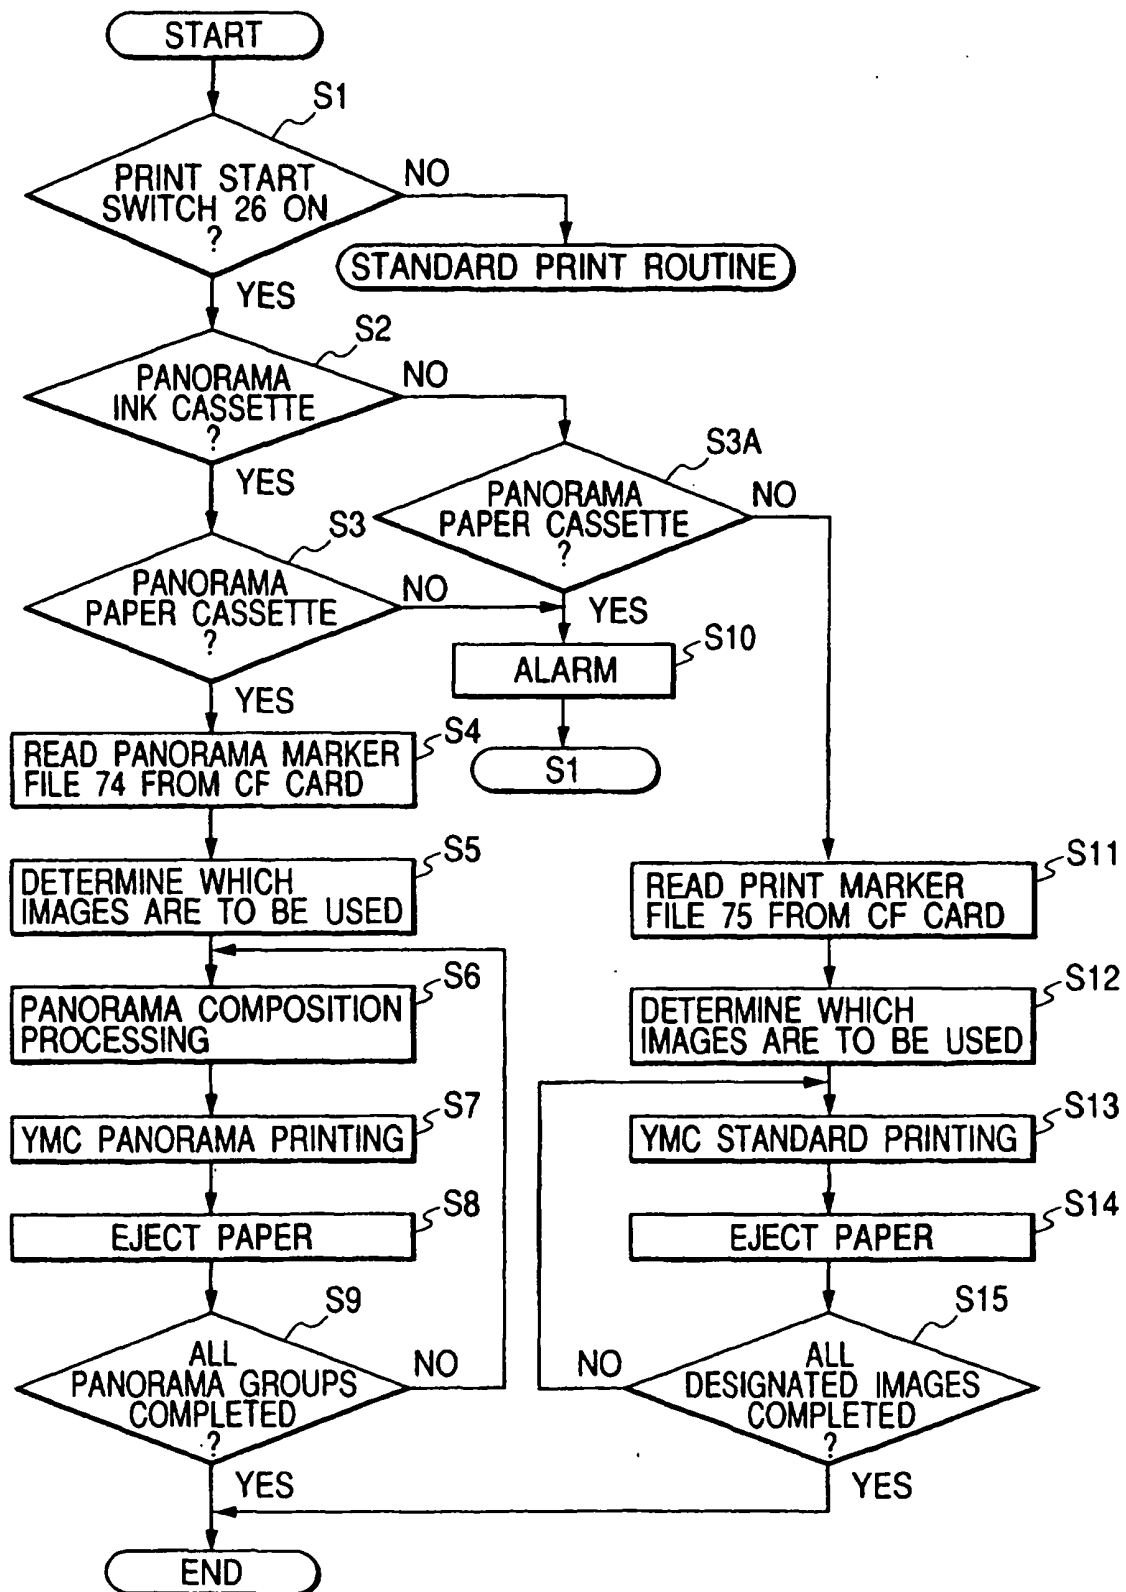 START
S1
PRINT START
SWITCH 26 ON
?
NO
STANDARD PRINT ROUTINE
YES
S2
PANORAMA
INK CASSETTE
?
NO
YES
S3A
PANORAMA
PAPER CASSETTE
?
NO
YES
S3
PANORAMA
PAPER CASSETTE
?
NO
YES
S10
ALARM
S1
S4
READ PANORAMA MARKER
FILE 74 FROM CF CARD
S5
DETERMINE WHICH
IMAGES ARE TO BE USED
S6
PANORAMA COMPOSITION
PROCESSING
S7
YMC PANORAMA PRINTING
S8
EJECT PAPER
S9
ALL
PANORAMA GROUPS
COMPLETED
?
NO
YES
S11
READ PRINT MARKER
FILE 75 FROM CF CARD
S12
DETERMINE WHICH
IMAGES ARE TO BE USED
S13
YMC STANDARD PRINTING
S14
EJECT PAPER
S15
ALL
DESIGNATED IMAGES
COMPLETED
?
NO
YES
END